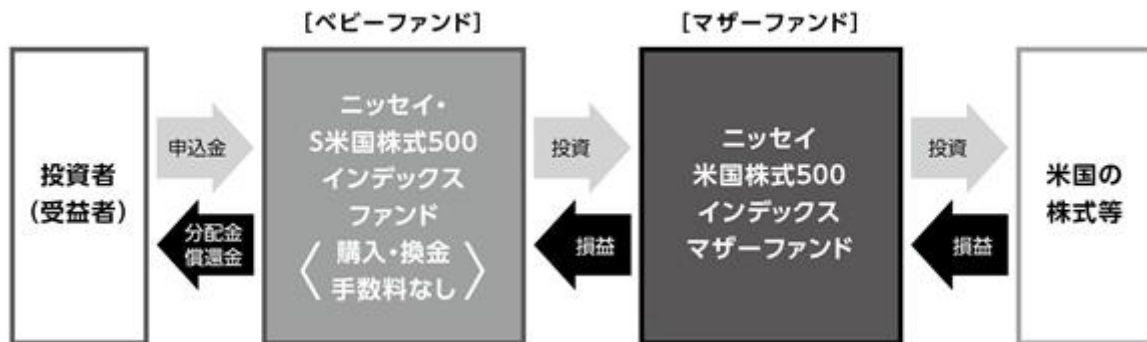 [ベビーファンド]
[マザーファンド]
投資者
(受益者)
申込金
分配金
償還金
ニッセイ・
S米国株式500
インデックス
ファンド
〈購入・換金
手数料なし〉
投資
損益
ニッセイ
米国株式500
インデックス
マザーファンド
投資
損益
米国の
株式等